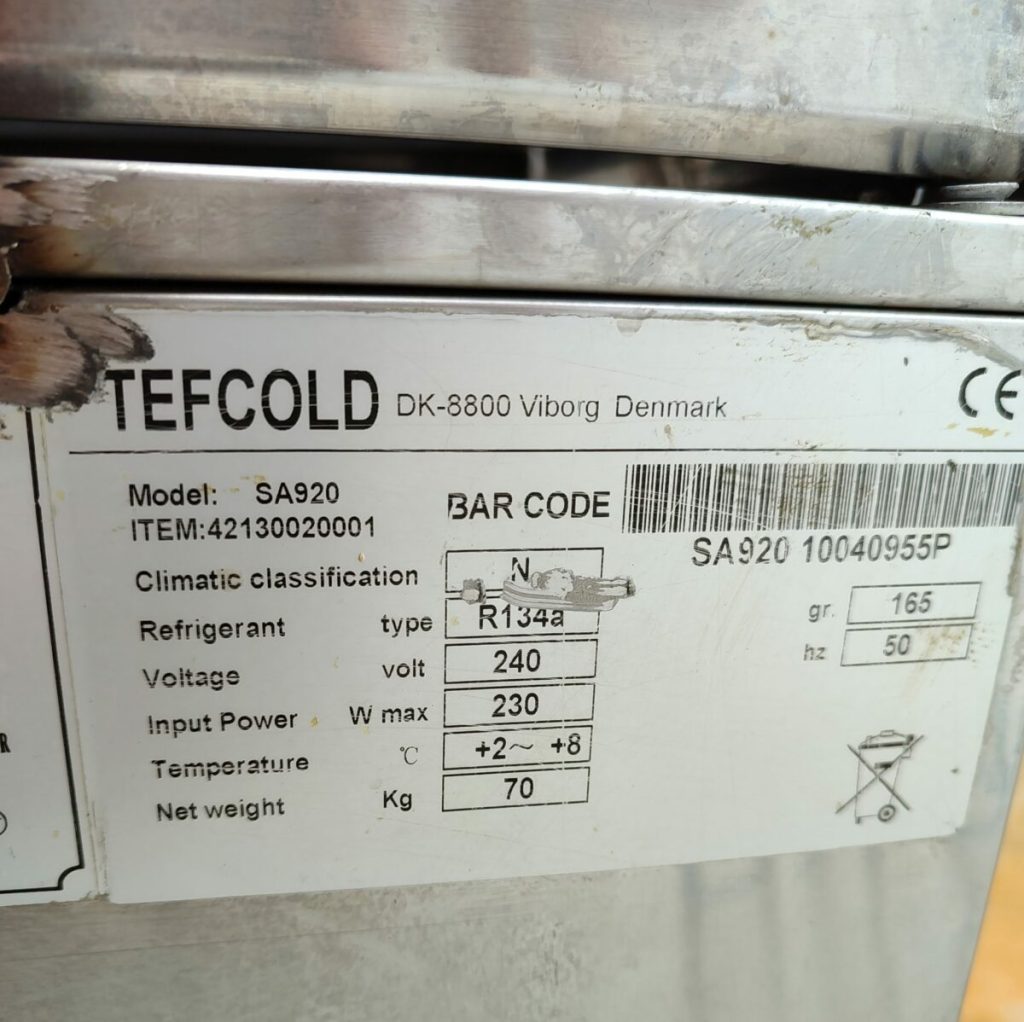 TEFCOLD DK-8800 Viborg Denmark CE
Model: SA920
ITEM:42130020001
BAR CODE
SA920 10040955P
Climatic classification N
Refrigerant type R134a gr. 165
Voltage volt 240 hz 50
Input Power W max 230
Temperature °C +2~ +8
Net weight Kg 70